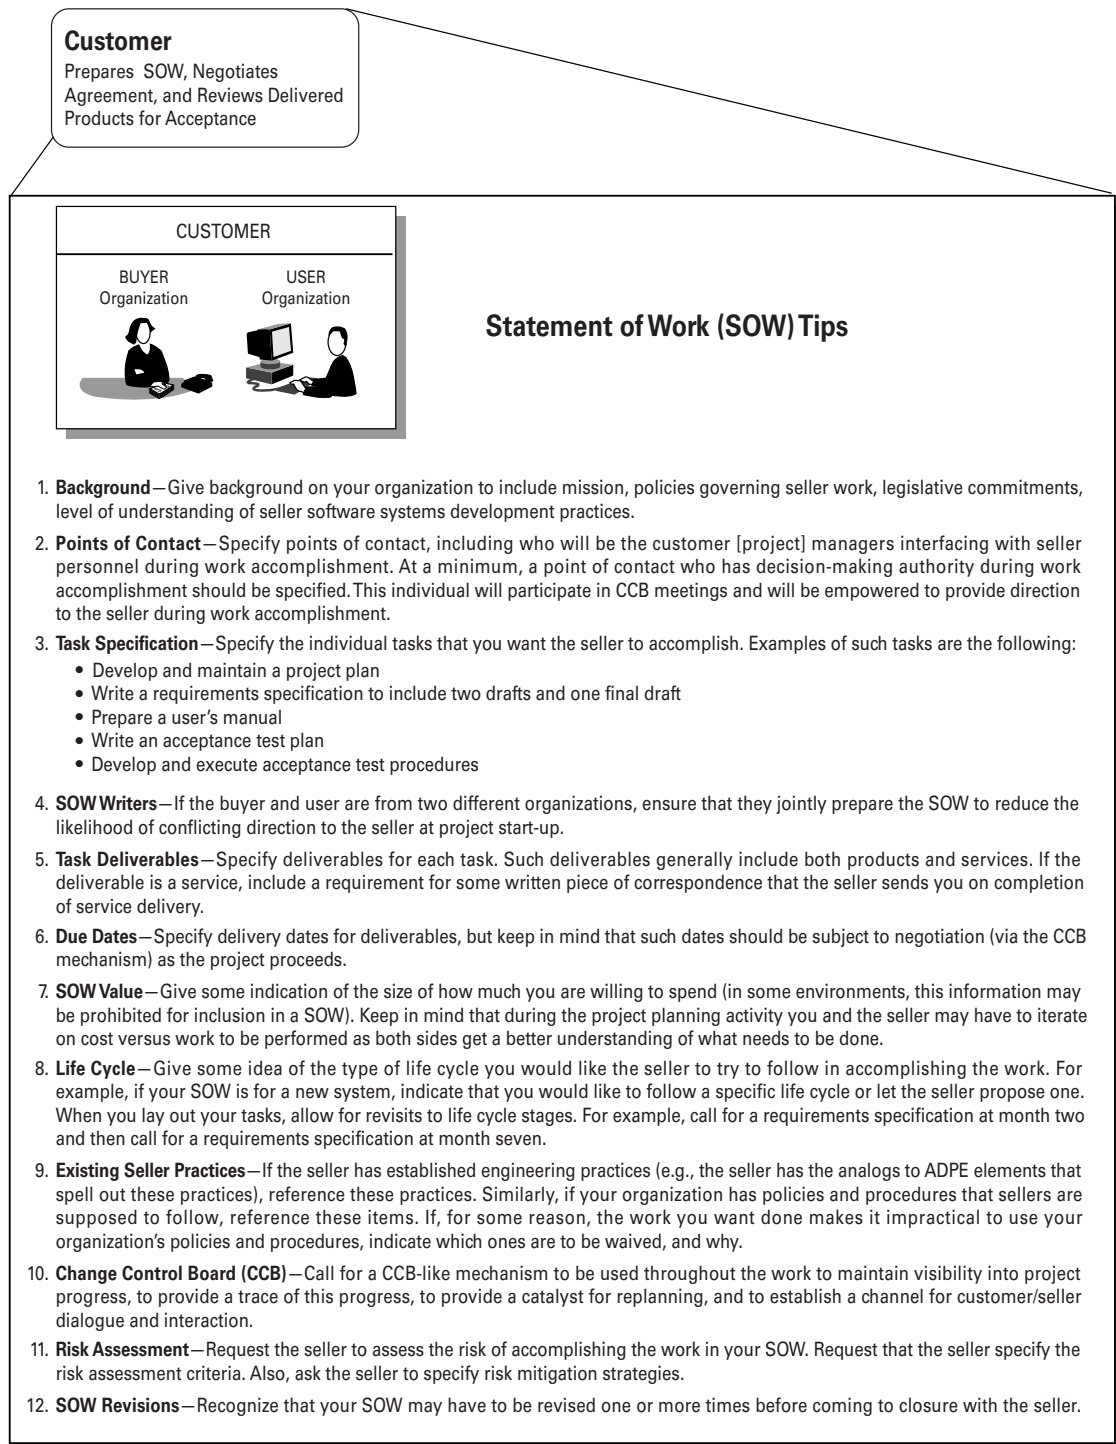 Customer
Prepares SOW, Negotiates
Agreement, and Reviews Delivered
Products for Acceptance
CUSTOMER
BUYER
Organization
USER
Organization
Statement of Work (SOW) Tips
1. Background—Give background on your organization to include mission, policies governing seller work, legislative commitments,
level of understanding of seller software systems development practices.
2. Points of Contact—Specify points of contact, including who will be the customer [project] managers interfacing with seller
personnel during work accomplishment. At a minimum, a point of contact who has decision-making authority during work
accomplishment should be specified. This individual will participate in CCB meetings and will be empowered to provide direction
to the seller during work accomplishment.
3. Task Specification—Specify the individual tasks that you want the seller to accomplish. Examples of such tasks are the following:
• Develop and maintain a project plan
• Write a requirements specification to include two drafts and one final draft
• Prepare a user's manual
• Write an acceptance test plan
• Develop and execute acceptance test procedures
4. SOW Writers—If the buyer and user are from two different organizations, ensure that they jointly prepare the SOW to reduce the
likelihood of conflicting direction to the seller at project start-up.
5. Task Deliverables—Specify deliverables for each task. Such deliverables generally include both products and services. If the
deliverable is a service, include a requirement for some written piece of correspondence that the seller sends you on completion
of service delivery.
6. Due Dates—Specify delivery dates for deliverables, but keep in mind that such dates should be subject to negotiation (via the CCB
mechanism) as the project proceeds.
7. SOW Value—Give some indication of the size of how much you are willing to spend (in some environments, this information may
be prohibited for inclusion in a SOW). Keep in mind that during the project planning activity you and the seller may have to iterate
on cost versus work to be performed as both sides get a better understanding of what needs to be done.
8. Life Cycle—Give some idea of the type of life cycle you would like the seller to try to follow in accomplishing the work. For
example, if your SOW is for a new system, indicate that you would like to follow a specific life cycle or let the seller propose one.
When you lay out your tasks, allow for revisits to life cycle stages. For example, call for a requirements specification at month two
and then call for a requirements specification at month seven.
9. Existing Seller Practices—If the seller has established engineering practices (e.g., the seller has the analogs to ADPE elements that
spell out these practices), reference these practices. Similarly, if your organization has policies and procedures that sellers are
supposed to follow, reference these items. If, for some reason, the work you want done makes it impractical to use your
organization's policies and procedures, indicate which ones are to be waived, and why.
10. Change Control Board (CCB)—Call for a CCB-like mechanism to be used throughout the work to maintain visibility into project
progress, to provide a trace of this progress, to provide a catalyst for replanning, and to establish a channel for customer/seller
dialogue and interaction.
11. Risk Assessment—Request the seller to assess the risk of accomplishing the work in your SOW. Request that the seller specify the
risk assessment criteria. Also, ask the seller to specify risk mitigation strategies.
12. SOW Revisions—Recognize that your SOW may have to be revised one or more times before coming to closure with the seller.